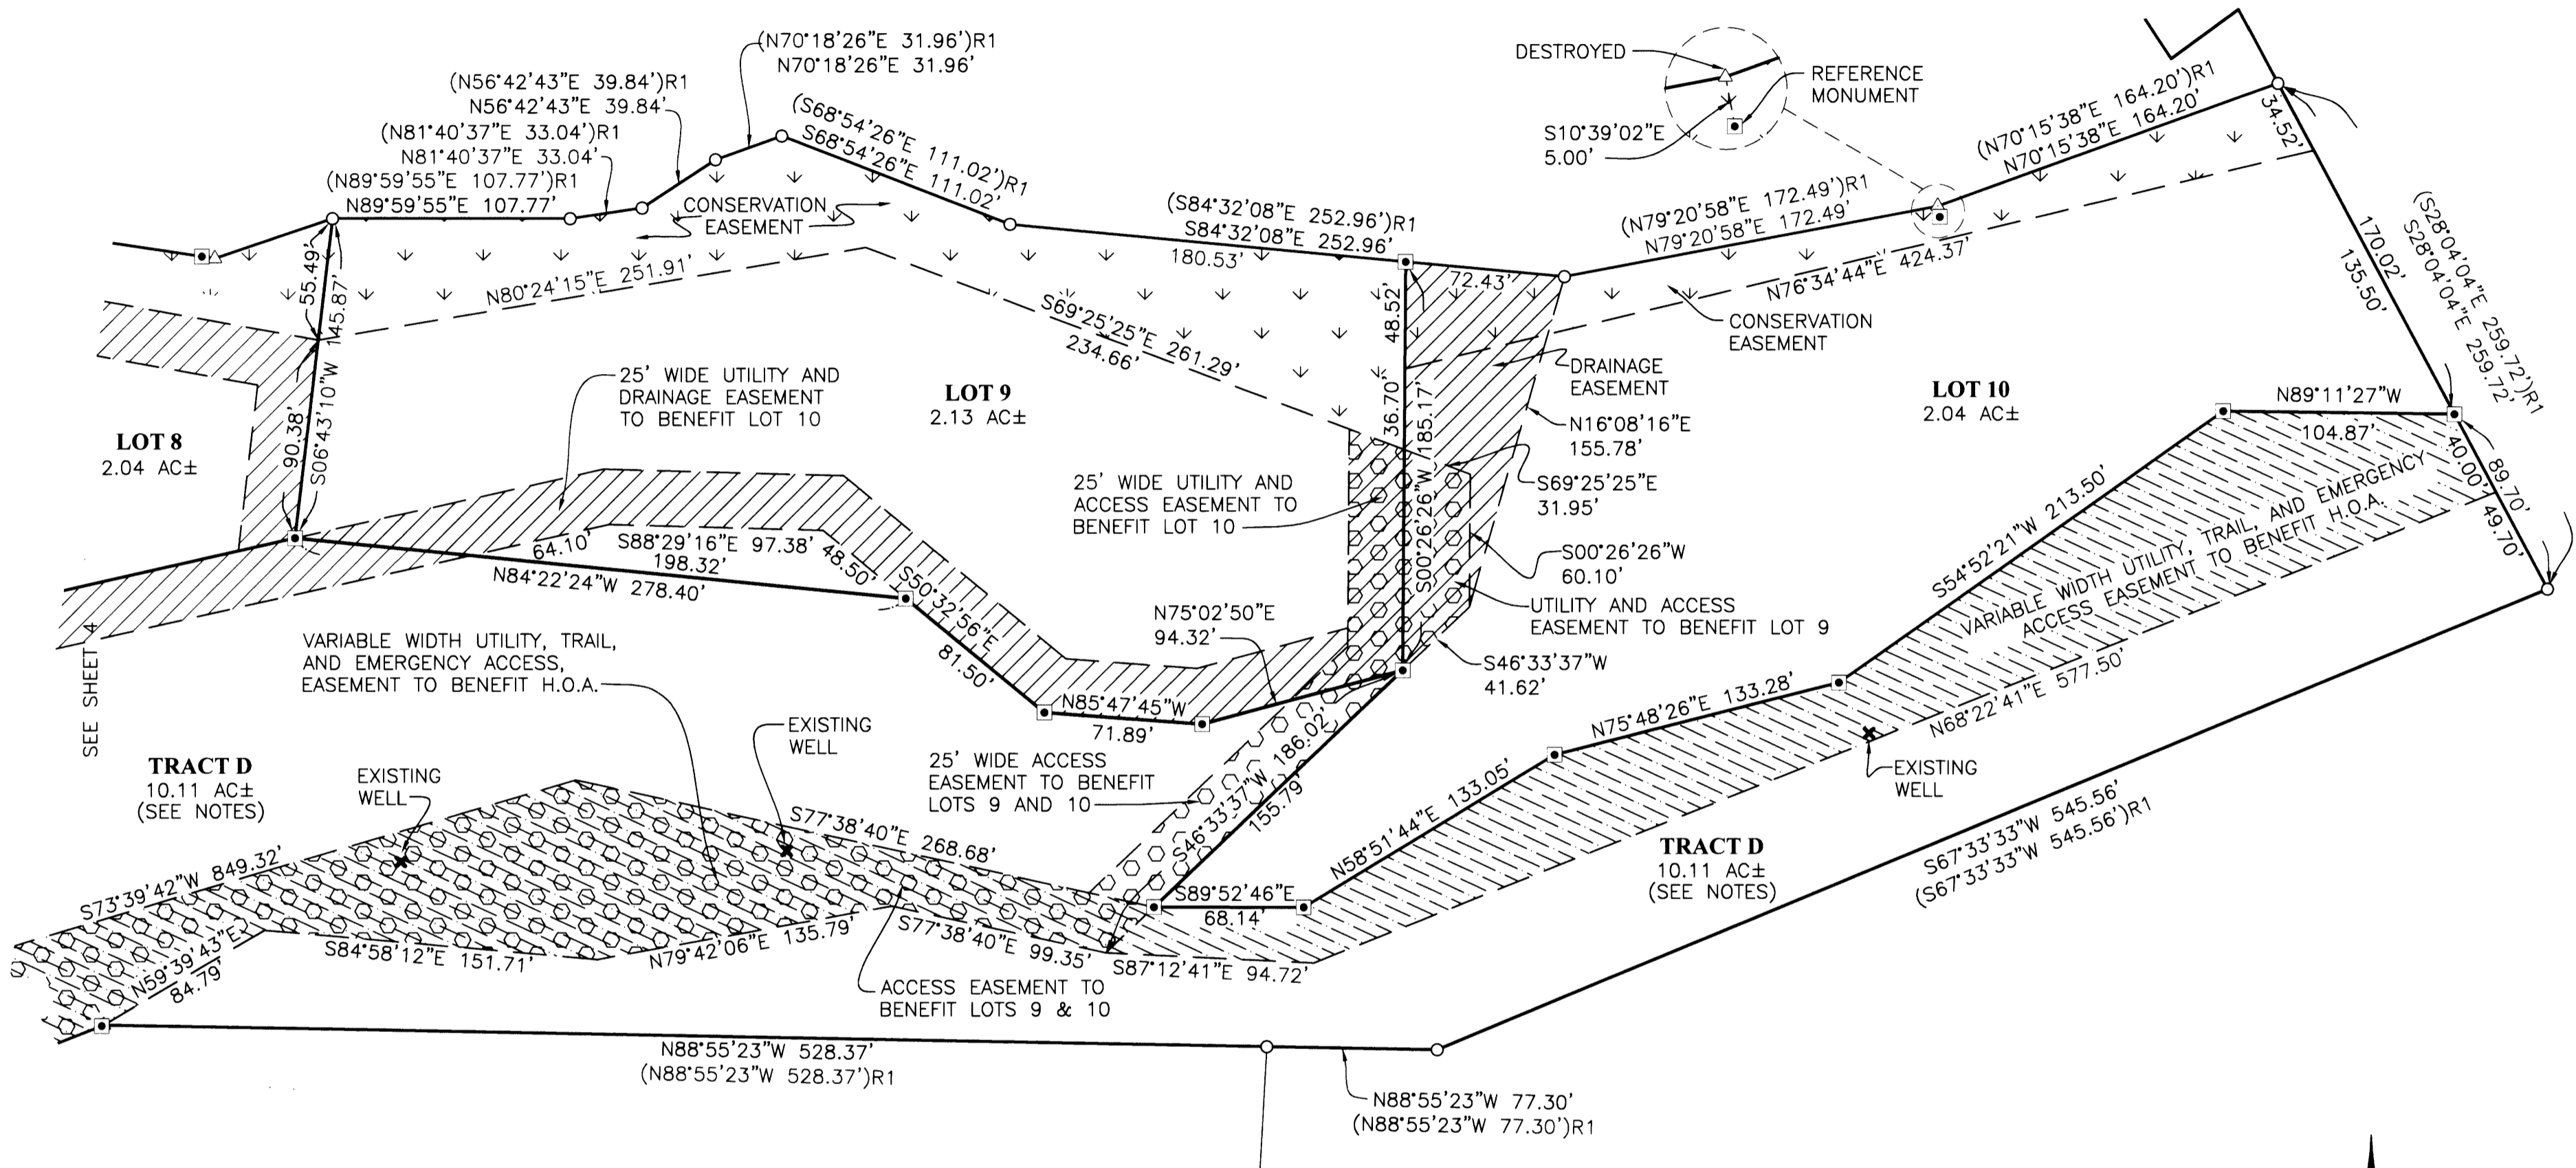 (N70°18'26"E 31.96')R1
N70°18'26"E 31.96'
(N56°42'43"E 39.84')R1
N56°42'43"E 39.84'
(N81°40'37"E 33.04')R1
N81°40'37"E 33.04'
(N89°59'55"E 107.77')R1
N89°59'55"E 107.77'
(S68°54'26"E 111.02')R1
S68°54'26"E 111.02'
CONSERVATION
EASEMENT
DESTROYED
REFERENCE
MONUMENT
S10°39'02"E
5.00'
(S84°32'08"E 252.96')R1
S84°32'08"E 252.96'
180.53'
72.43'
(N79°20'58"E 172.49')R1
N79°20'58"E 172.49'
(N70°15'38"E 164.20')R1
N70°15'38"E 164.20'
34.52'
170.02'
135.50'
(S28°04'04"E 259.72')R1
S28°04'04"E 259.72'
N76°34'44"E 424.37'
CONSERVATION
EASEMENT
55.49'
145.87'
90.38'
S06°43'10"W
N80°24'15"E 251.91'
S69°25'25"E 261.29'
234.66'
48.52'
36.70'
S00°26'26"W 185.17'
DRAINAGE
EASEMENT
N16°08'16"E
155.78'
S69°25'25"E
31.95'
S00°26'26"W
60.10'
UTILITY AND ACCESS
EASEMENT TO BENEFIT LOT 9
S46°33'37"W
41.62'
LOT 8
2.04 AC±
25' WIDE UTILITY AND
DRAINAGE EASEMENT
TO BENEFIT LOT 10
LOT 9
2.13 AC±
25' WIDE UTILITY AND
ACCESS EASEMENT TO
BENEFIT LOT 10
LOT 10
2.04 AC±
N89°11'27"W
104.87'
40.00'
89.70'
49.70'
S54°52'21"W 213.50'
VARIABLE WIDTH UTILITY, TRAIL, AND EMERGENCY
ACCESS EASEMENT TO BENEFIT H.O.A.
64.10'
S88°29'16"E 97.38'
48.50'
198.32'
N84°22'24"W 278.40'
S50°32'56"E
81.50'
N75°02'50"E
94.32'
N85°47'45"W
71.89'
SEE SHEET 4
VARIABLE WIDTH UTILITY, TRAIL,
AND EMERGENCY ACCESS,
EASEMENT TO BENEFIT H.O.A.
EXISTING
WELL
25' WIDE ACCESS
EASEMENT TO BENEFIT
LOTS 9 AND 10
S46°33'37"W 186.02'
155.79'
N75°48'26"E 133.28'
N58°51'44"E 133.05'
N68°22'41"E 577.50'
EXISTING
WELL
TRACT D
10.11 AC±
(SEE NOTES)
EXISTING
WELL
S77°38'40"E 268.68'
S73°39'42"W 849.32'
N59°39'43"E
84.79'
S84°58'12"E 151.71'
N79°42'06"E 135.79'
S77°38'40"E 99.35'
S89°52'46"E
68.14'
S87°12'41"E 94.72'
ACCESS EASEMENT TO
BENEFIT LOTS 9 & 10
TRACT D
10.11 AC±
(SEE NOTES)
S67°33'33"W 545.56'
(S67°33'33"W 545.56')R1
N88°55'23"W 528.37'
(N88°55'23"W 528.37')R1
N88°55'23"W 77.30'
(N88°55'23"W 77.30')R1